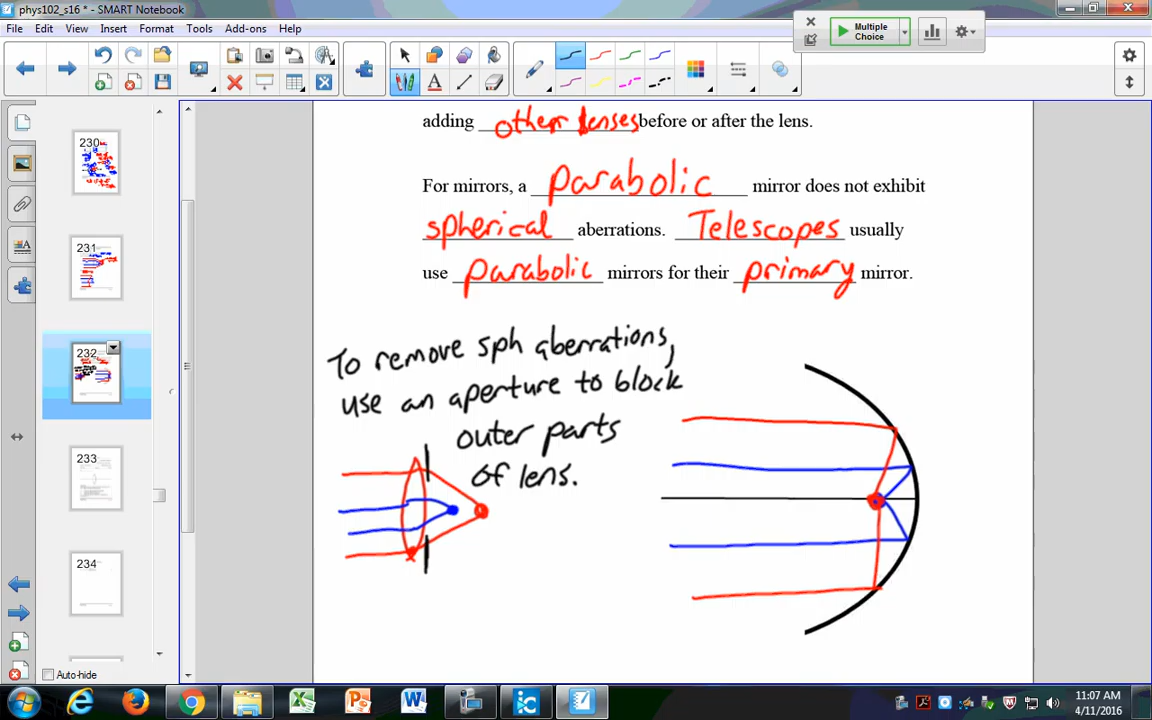 phys102_s16 * - SMART Notebook
File Edit View Insert Format Tools Add-ons Help
Multiple
Choice
adding other lenses before or after the lens.
For mirrors, a parabolic mirror does not exhibit
spherical aberrations. Telescopes usually
use parabolic mirrors for their primary mirror.
To remove sph aberrations,
use an aperture to block
outer parts
of lens.
230
231
232
233
234
Auto-hide
11:07 AM
4/11/2016